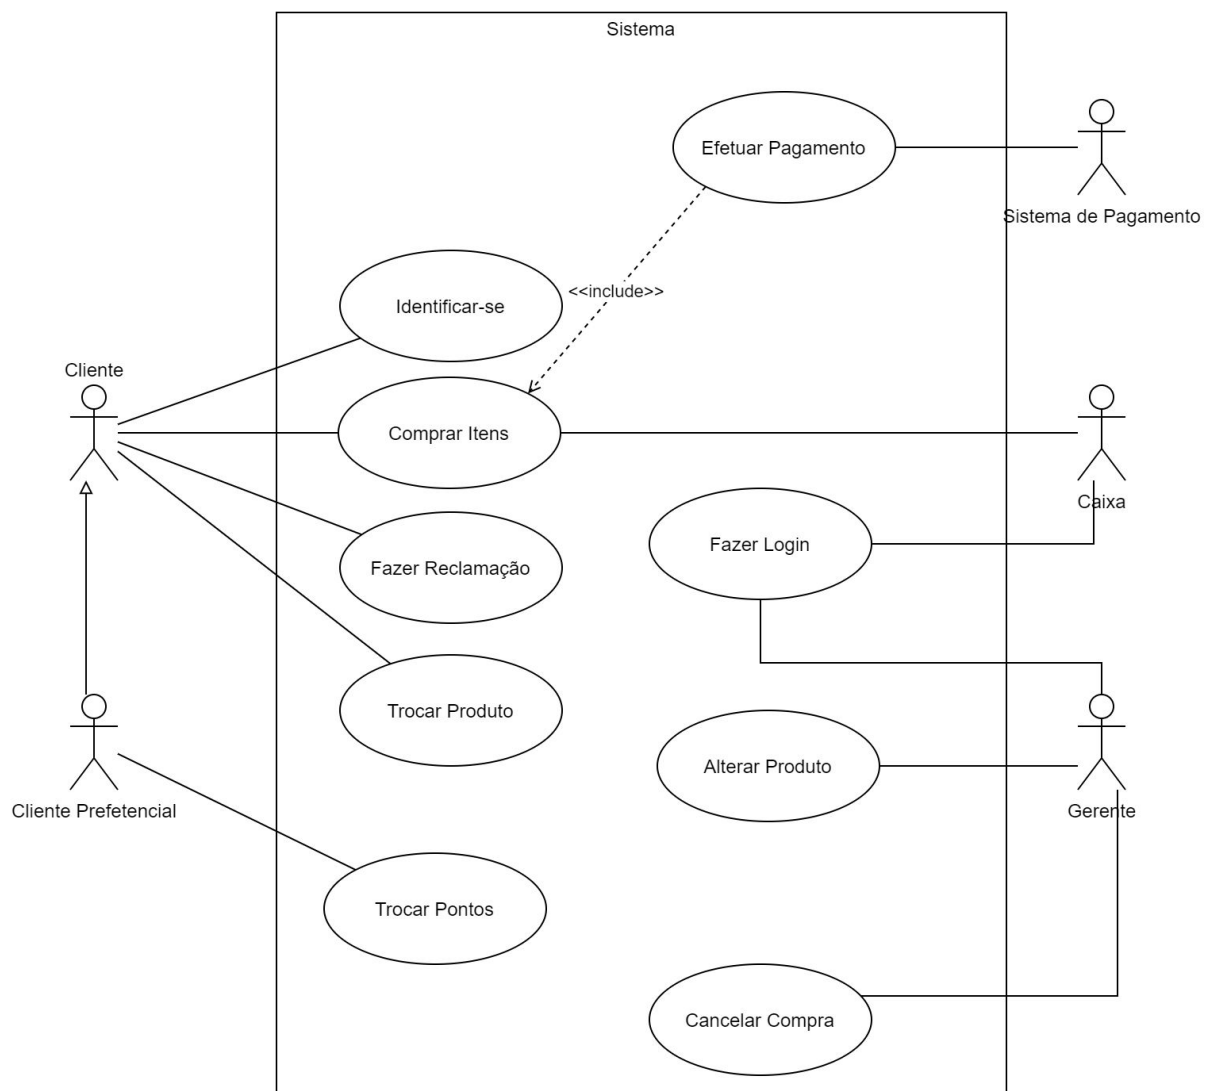 Sistema
Efetuar Pagamento
Sistema de Pagamento
Identificar-se
<<include>>
Cliente
Comprar Itens
Caixa
Fazer Login
Fazer Reclamação
Trocar Produto
Alterar Produto
Cliente Prefetencial
Gerente
Trocar Pontos
Cancelar Compra